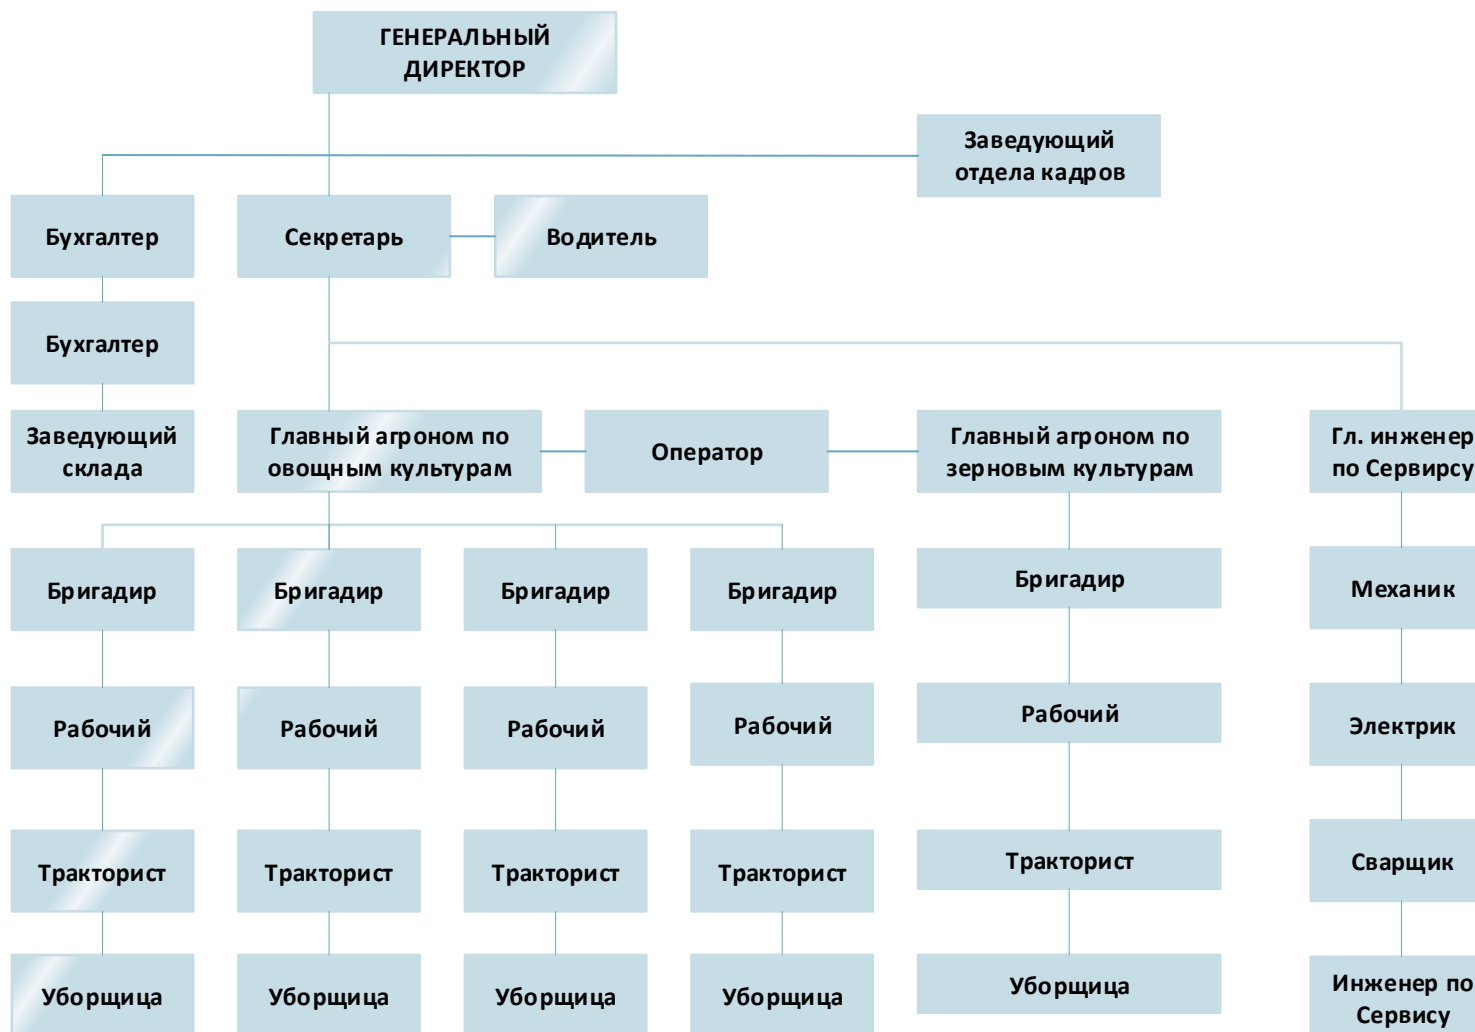 ГЕНЕРАЛЬНЫЙ
ДИРЕКТОР
Заведующий
отдела кадров
Бухгалтер
Секретарь
Водитель
Бухгалтер
Заведующий
склада
Главный агроном по
овощным культурам
Оператор
Главный агроном по
зерновым культурам
Гл. инженер
по Сервирсу
Бригадир
Бригадир
Бригадир
Бригадир
Бригадир
Механик
Рабочий
Рабочий
Рабочий
Рабочий
Рабочий
Электрик
Тракторист
Тракторист
Тракторист
Тракторист
Тракторист
Сварщик
Уборщица
Уборщица
Уборщица
Уборщица
Уборщица
Инженер по
Сервису